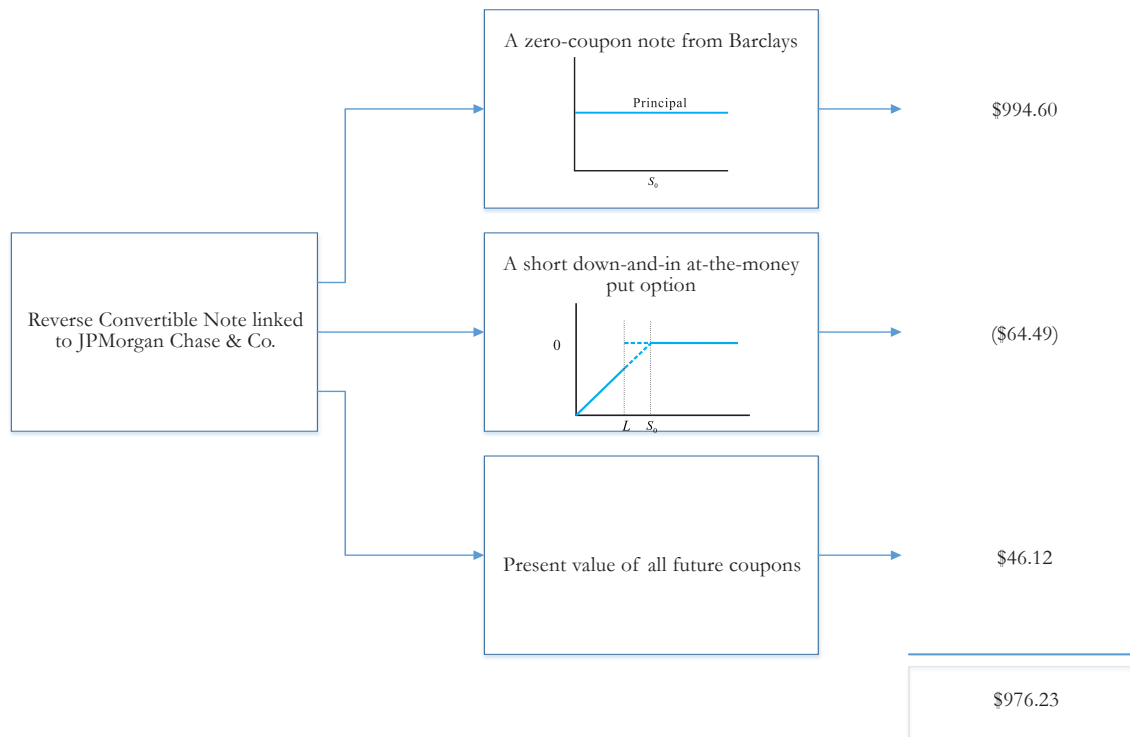 A zero-coupon note from Barclays
Principal
S₀
$994.60
Reverse Convertible Note linked
to JPMorgan Chase & Co.
A short down-and-in at-the-money
put option
0
L S₀
($64.49)
Present value of all future coupons
$46.12
$976.23